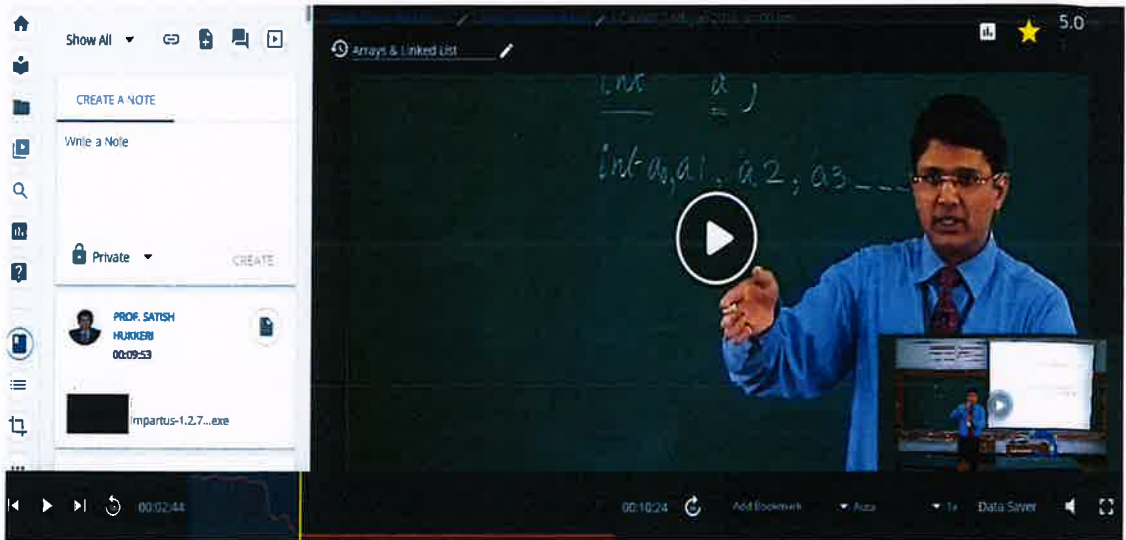 Show All
CREATE A NOTE
Write a Note
Private
CREATE
PROF. SATISH
HUKKERI
00:09:53
impartus-1.2.7...exe
Arrays & Linked List
5.0
int a ;
int a0, a1, a2, a3 _ _ _
00:02:44
00:10:24
Add Bookmark
Auto
1x
Data Saver